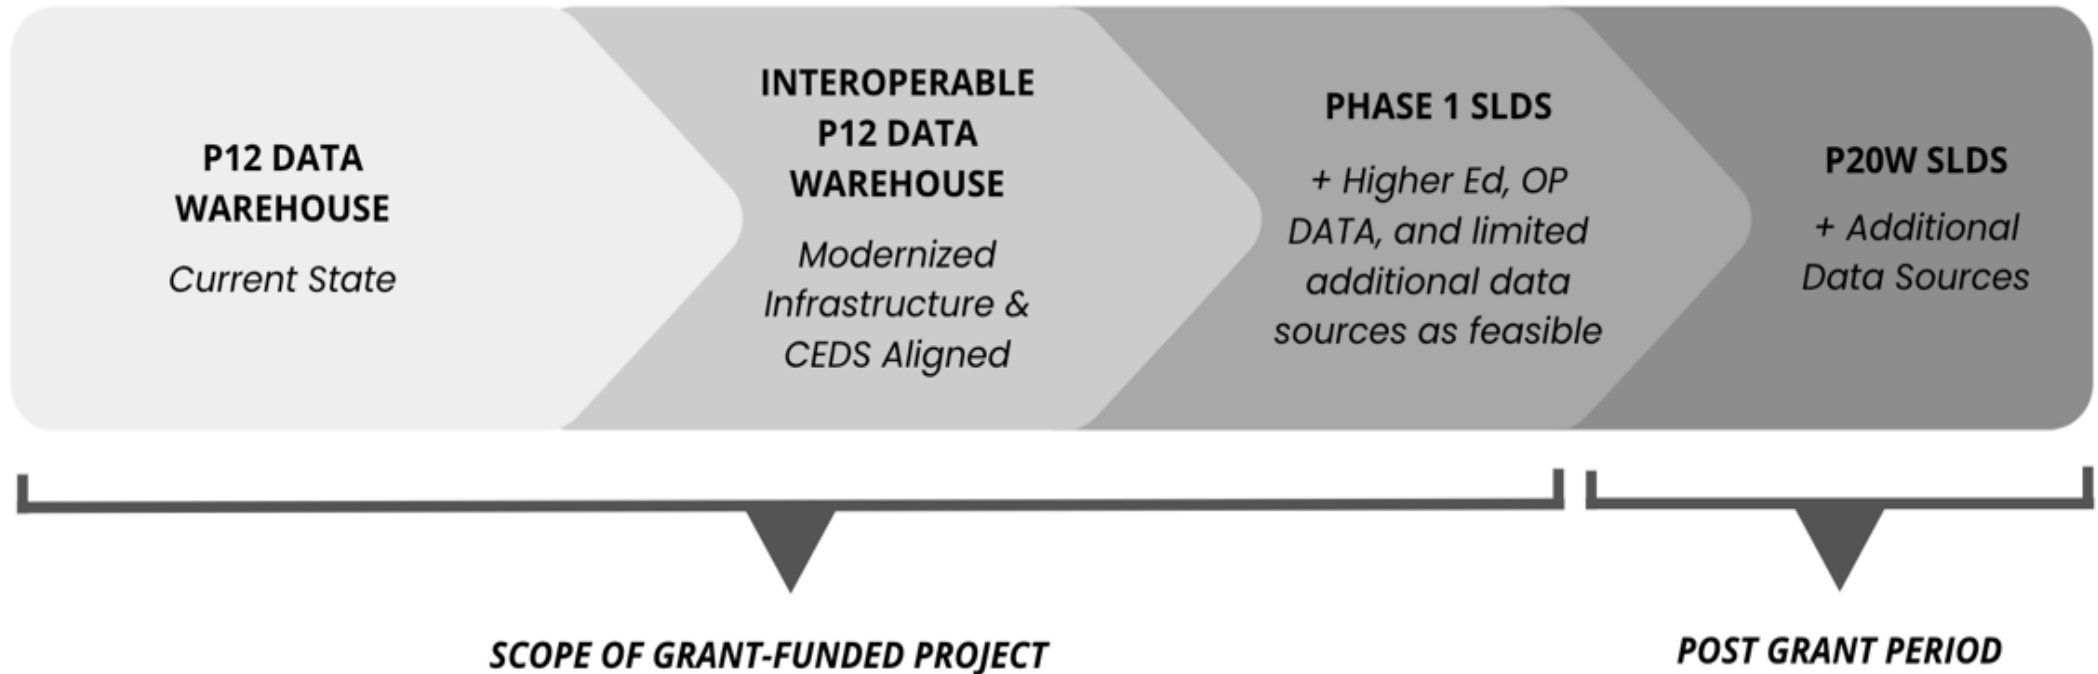 P12 DATA
WAREHOUSE
Current State
INTEROPERABLE
P12 DATA
WAREHOUSE
Modernized
Infrastructure &
CEDS Aligned
PHASE 1 SLDS
+ Higher Ed, OP
DATA, and limited
additional data
sources as feasible
P20W SLDS
+ Additional
Data Sources
SCOPE OF GRANT-FUNDED PROJECT
POST GRANT PERIOD